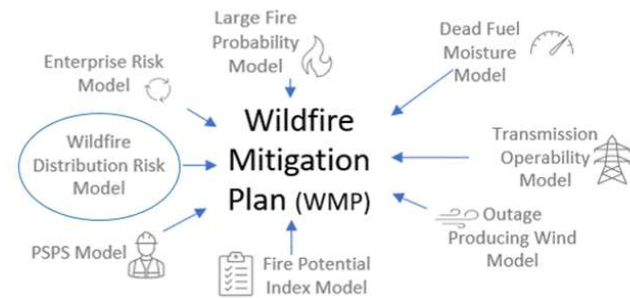 Large Fire
Probability
Model
Dead Fuel
Moisture
Model
Enterprise Risk
Model
Wildfire
Mitigation
Plan (WMP)
Wildfire
Distribution Risk
Model
Transmission
Operability
Model
PSPS Model
Fire Potential
Index Model
Outage
Producing Wind
Model